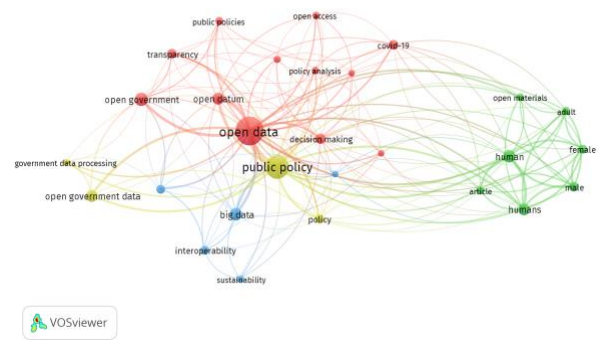 open access
public policies
covid-19
transparency
policy analysis
open government
open datum
open materials
adult
open data
decision making
female
human
government data processing
public policy
male
article
open government data
humans
big data
policy
interoperability
sustainability
VOSviewer